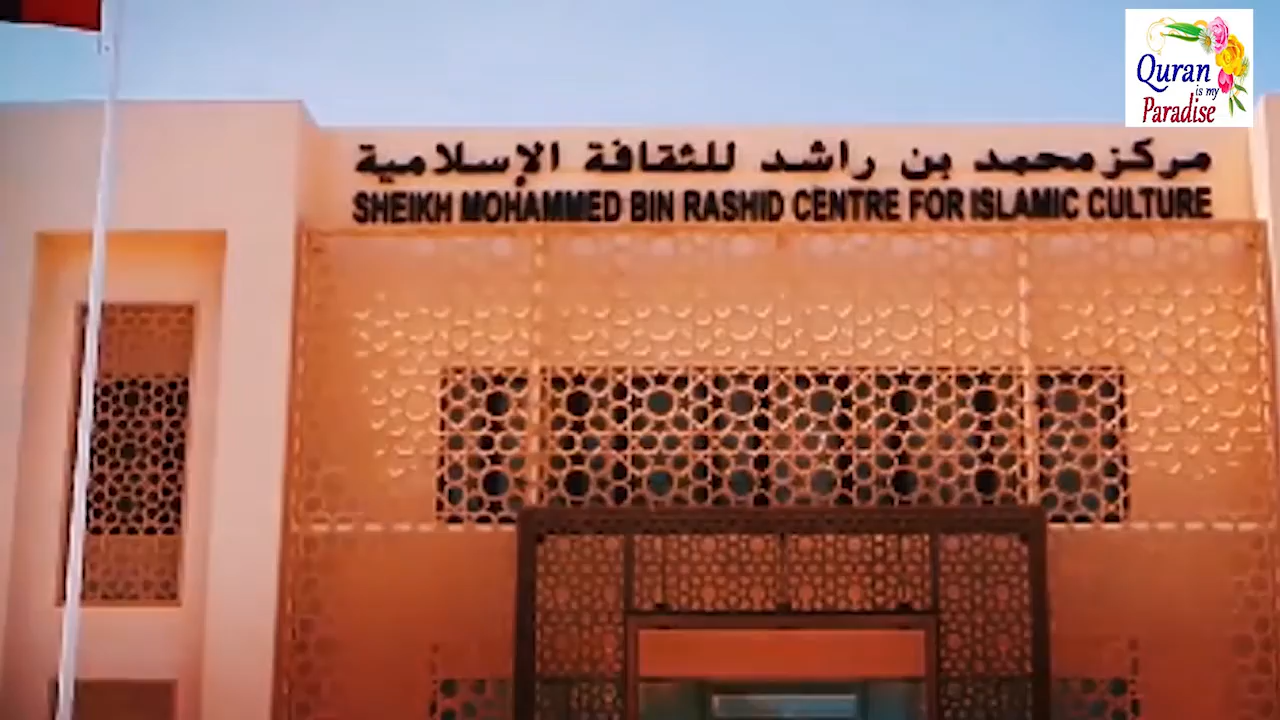 مركز محمد بن راشد للثقافة الإسلامية
SHEIKH MOHAMMED BIN RASHID CENTRE FOR ISLAMIC CULTURE
Quran
is my
Paradise